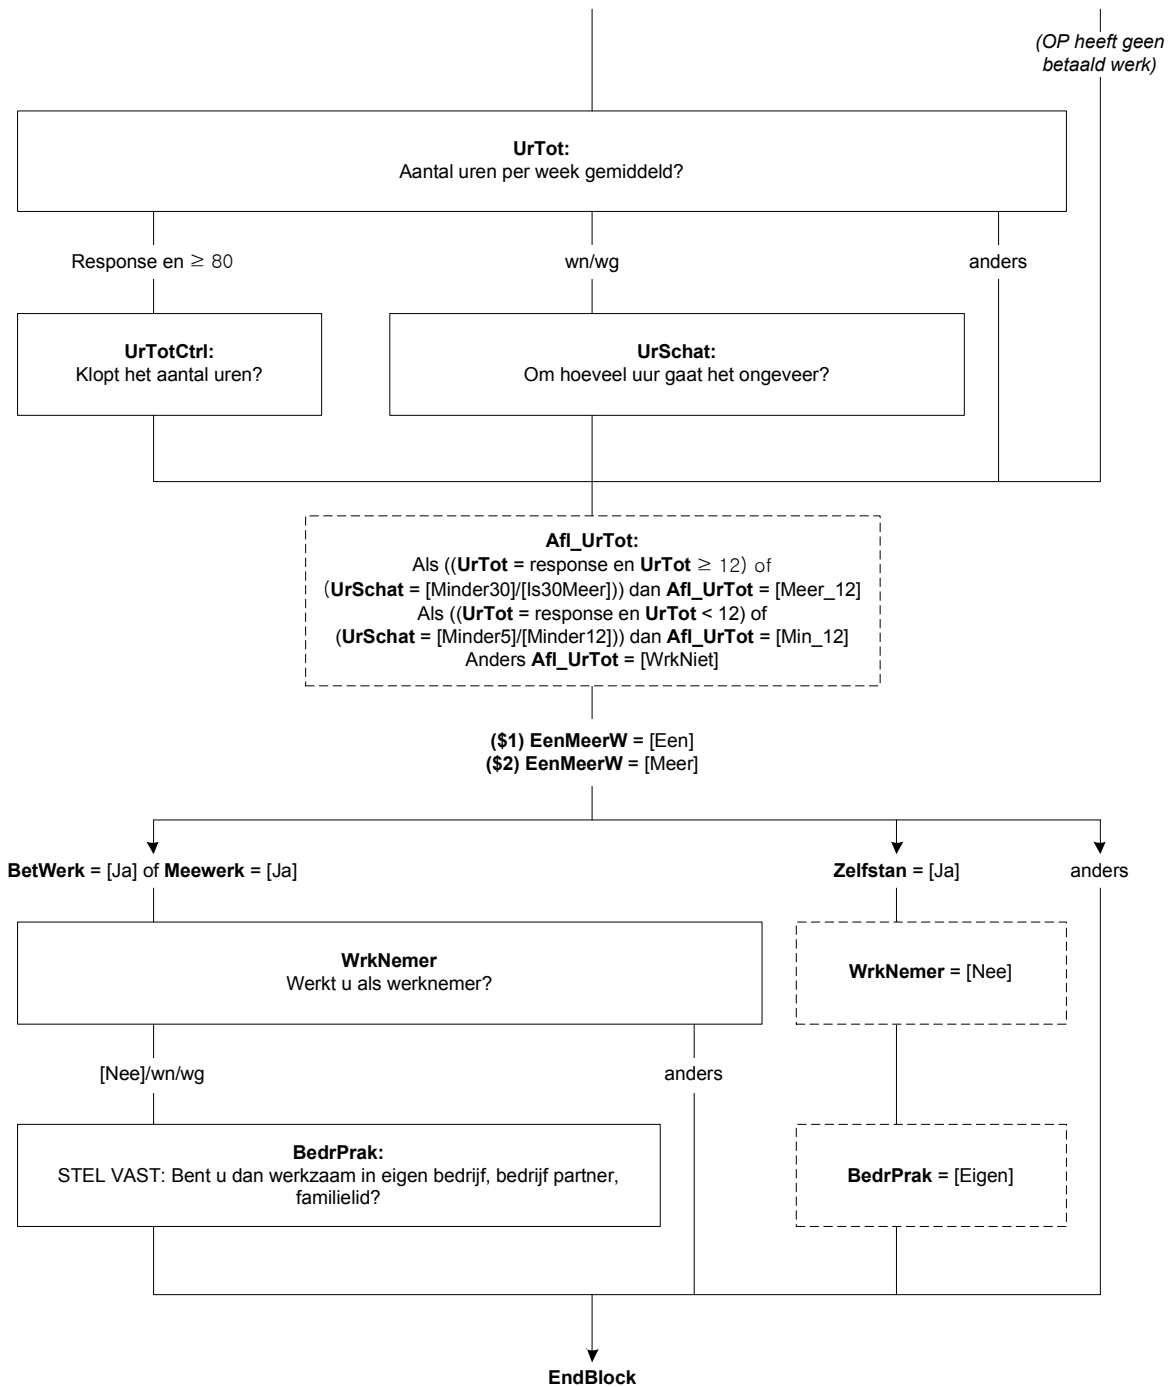 (OP heeft geen
betaald werk)
UrTot:
Aantal uren per week gemiddeld?
Response en ≥ 80
wn/wg
anders
UrTotCtrl:
Klopt het aantal uren?
UrSchat:
Om hoeveel uur gaat het ongeveer?
Afl_UrTot:
Als ((UrTot = response en UrTot ≥ 12) of
(UrSchat = [Minder30]/[Is30Meer])) dan Afl_UrTot = [Meer_12]
Als ((UrTot = response en UrTot < 12) of
(UrSchat = [Minder5]/[Minder12])) dan Afl_UrTot = [Min_12]
Anders Afl_UrTot = [WrkNiet]
($1) EenMeerW = [Een]
($2) EenMeerW = [Meer]
BetWerk = [Ja] of Meewerk = [Ja]
Zelfstan = [Ja]
anders
WrkNemer
Werkt u als werknemer?
WrkNemer = [Nee]
[Nee]/wn/wg
anders
BedrPrak:
STEL VAST: Bent u dan werkzaam in eigen bedrijf, bedrijf partner,
familielid?
BedrPrak = [Eigen]
EndBlock